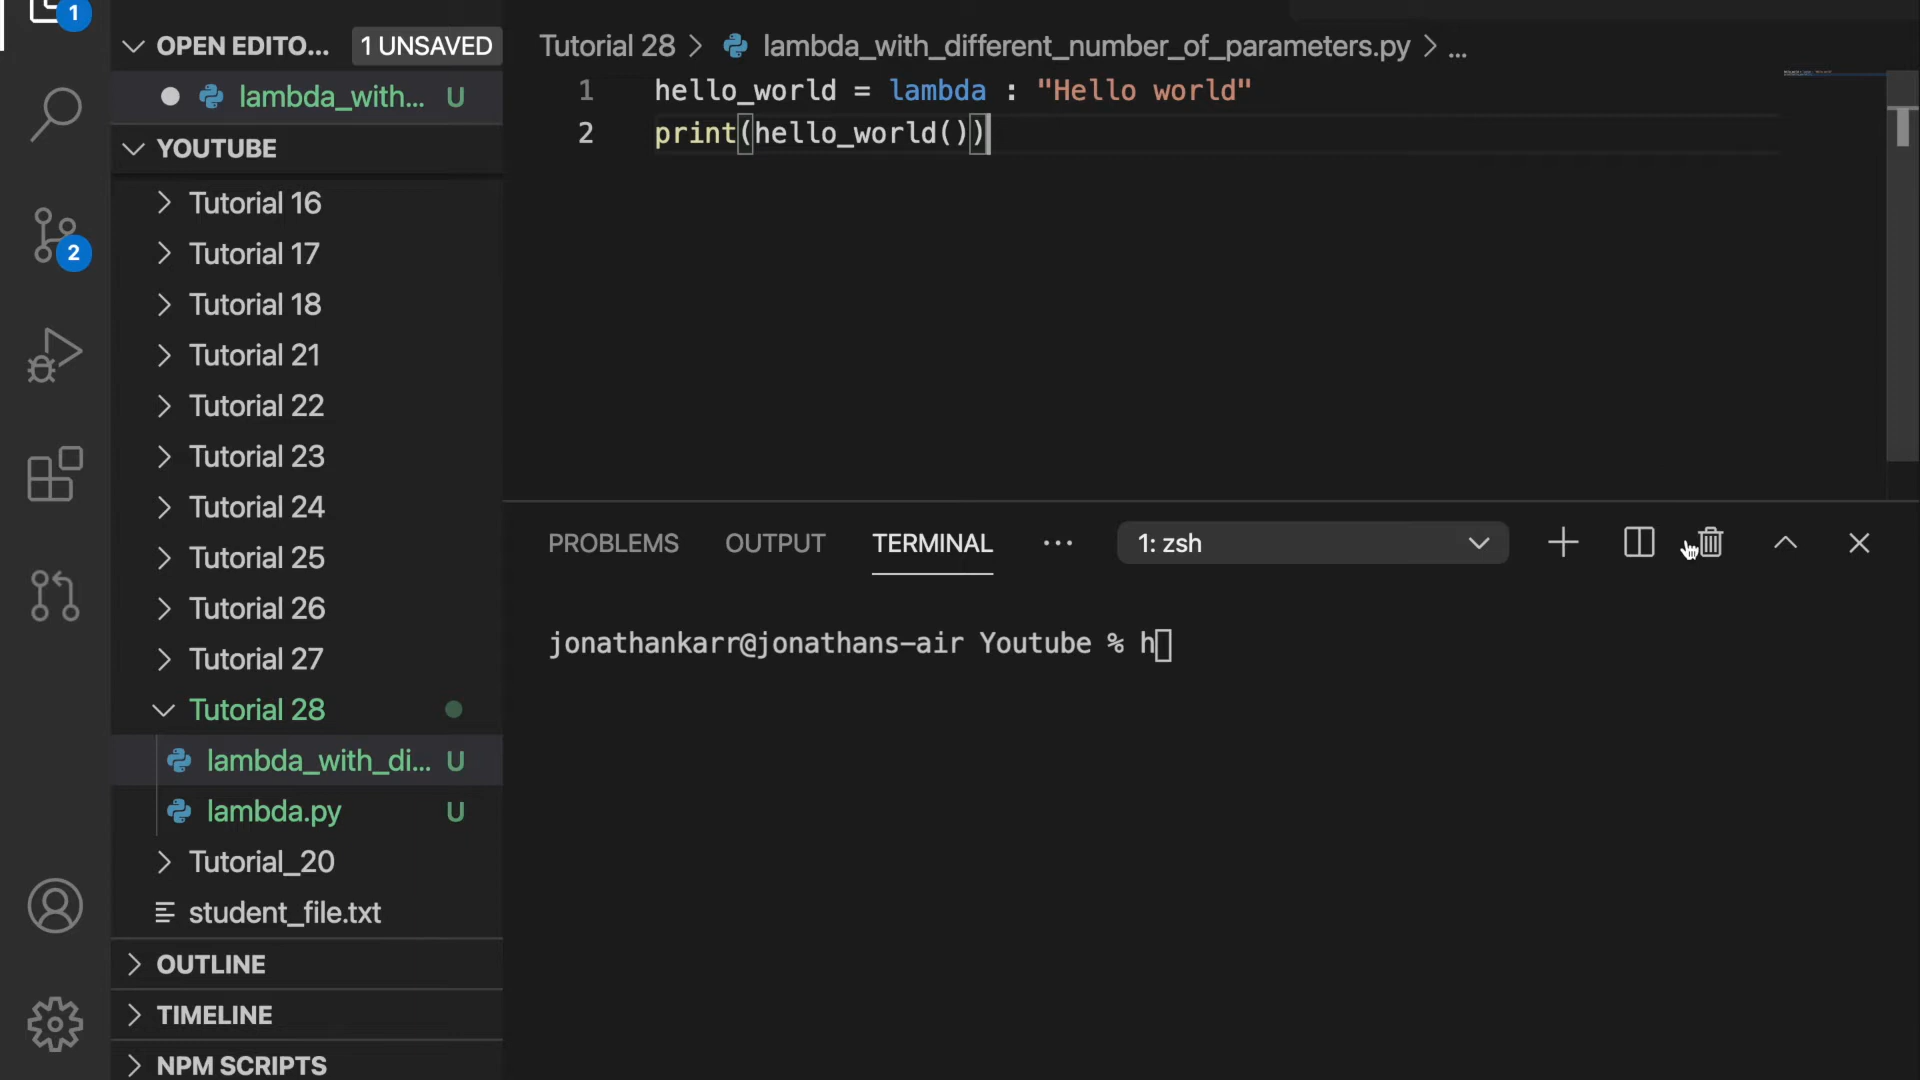 1
OPEN EDITO... 1 UNSAVED
lambda_with... U
YOUTUBE
Tutorial 16
Tutorial 17
2
Tutorial 18
Tutorial 21
Tutorial 22
Tutorial 23
Tutorial 24
Tutorial 25
Tutorial 26
Tutorial 27
Tutorial 28
lambda_with_di... U
lambda.py U
Tutorial_20
student_file.txt
OUTLINE
TIMELINE
NPM SCRIPTS
Tutorial 28 > lambda_with_different_number_of_parameters.py > ...
1 hello_world = lambda : "Hello world"
2 print(hello_world())
PROBLEMS OUTPUT TERMINAL ... 1: zsh
jonathankarr@jonathans-air Youtube % h